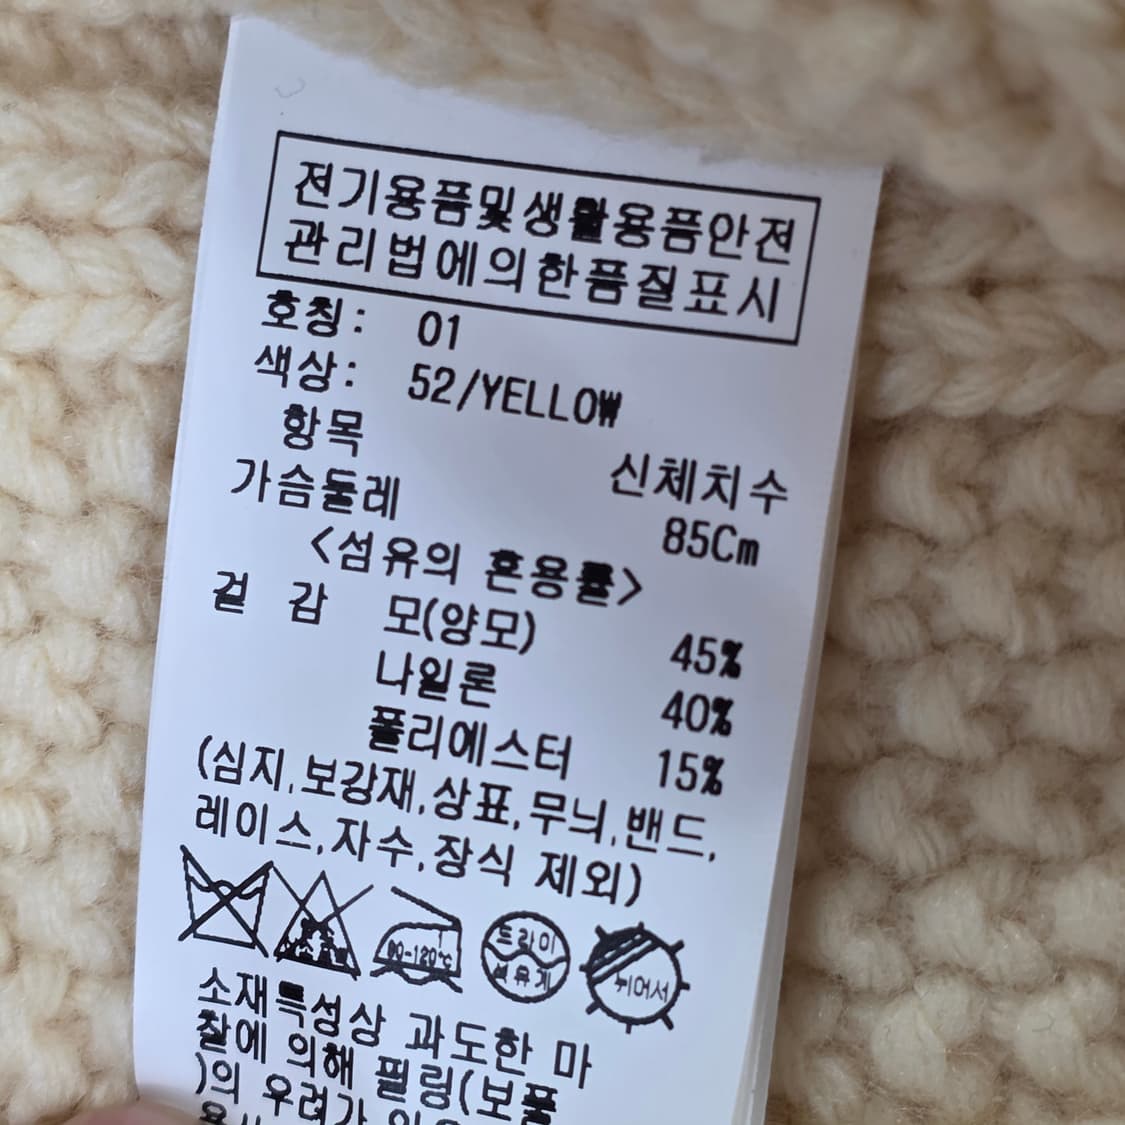 전기용품및생활용품안전
관리법에의한품질표시
호칭: 01
색상: 52/YELLOW
항목 신체치수
가슴둘레 85Cm
<섬유의 혼용률>
겉 감 모(양모) 45%
나일론 40%
폴리에스터 15%
(심지,보강재,상표,무늬,밴드,
레이스,자수,장식 제외)
80-120℃ 드라이 석유계 뉘어서
소재특성상 과도한 마
찰에 의해 필링(보풀
)의 우려가